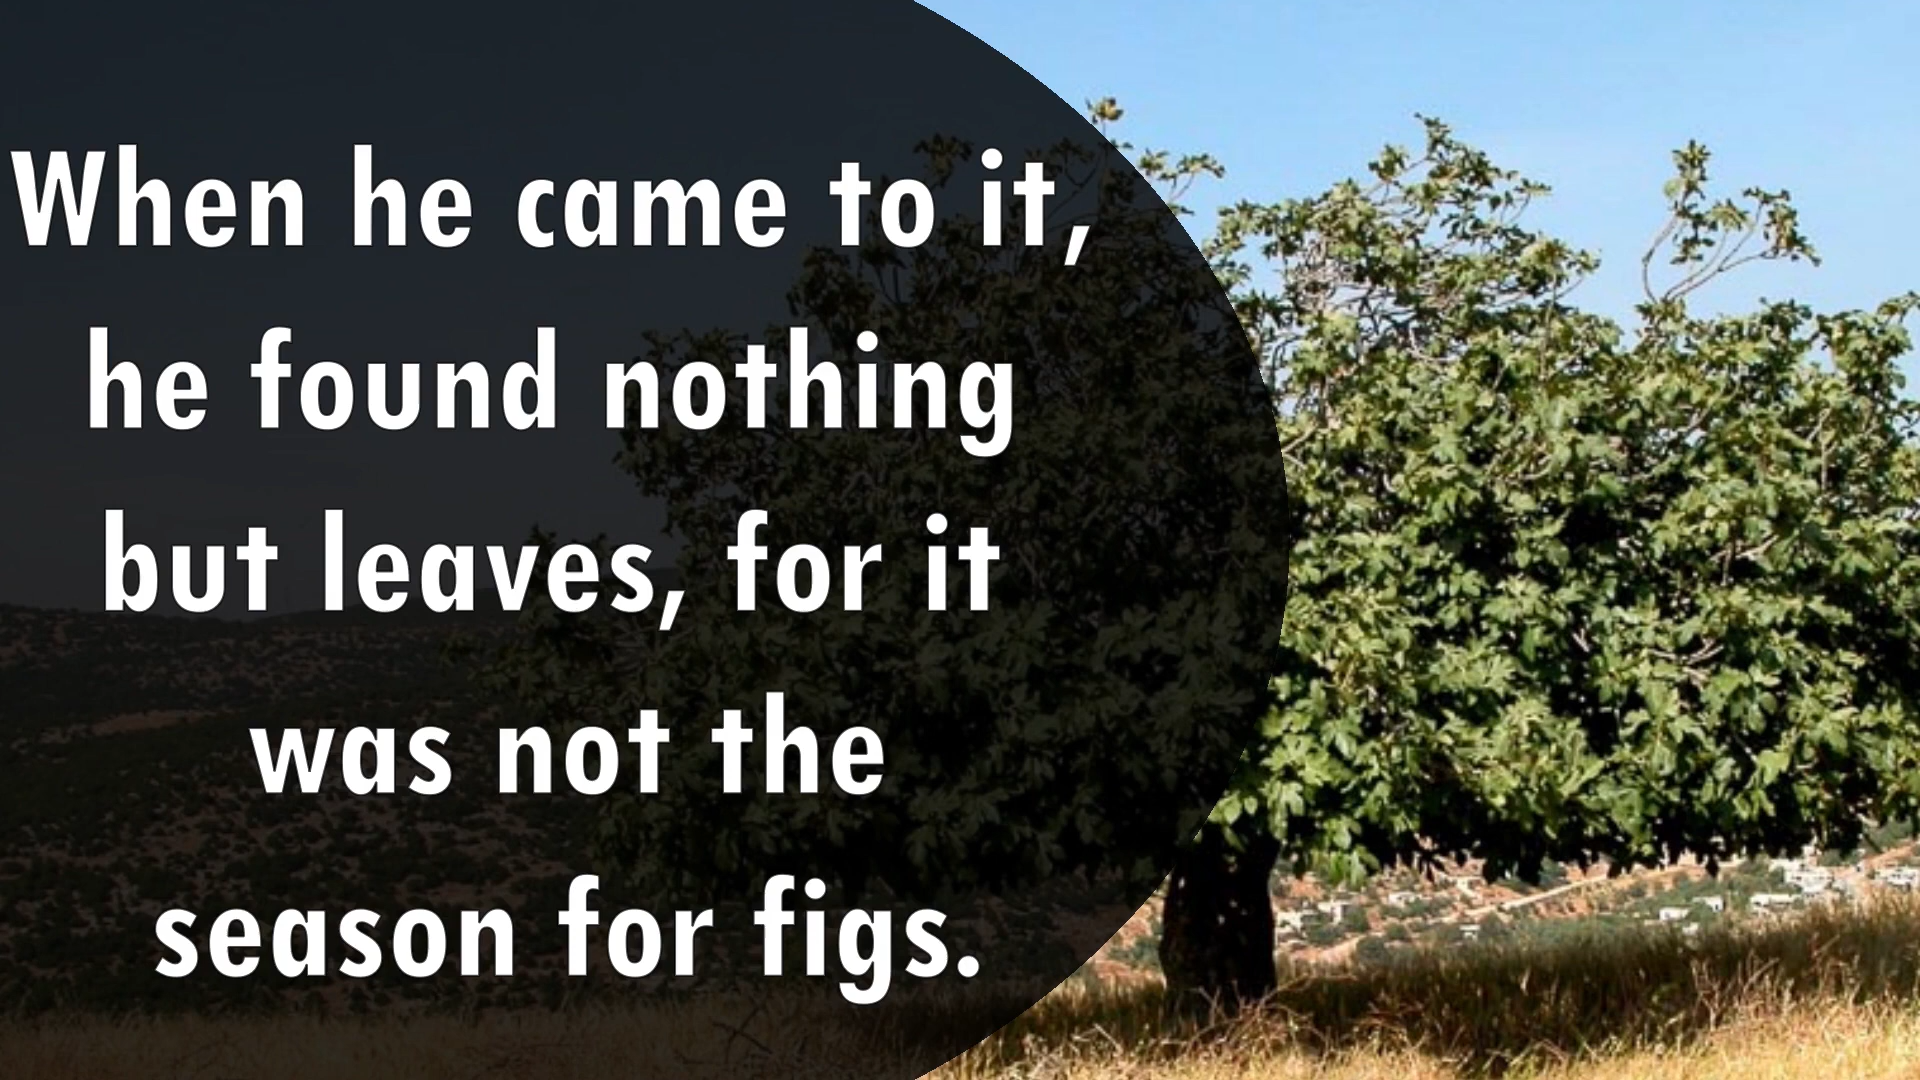 When he came to it,
he found nothing
but leaves, for it
was not the
season for figs.